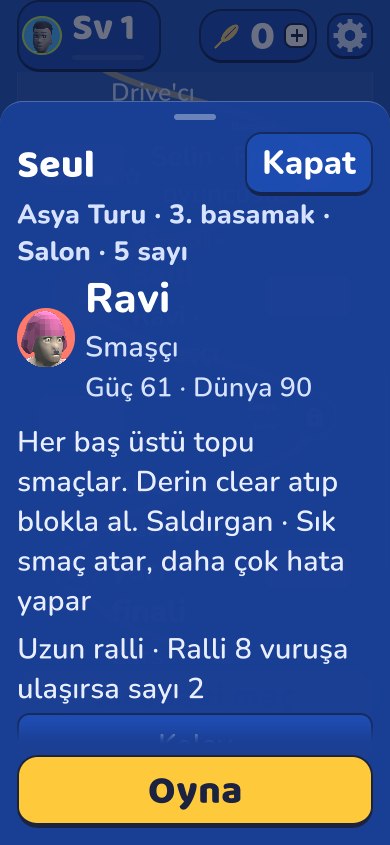 Sv 1
0
Drive'cı
Seul
Kapat
Asya Turu · 3. basamak ·
Salon · 5 sayı
Ravi
Smaşçı
Güç 61 · Dünya 90
Her baş üstü topu
smaçlar. Derin clear atıp
blokla al. Saldırgan · Sık
smaç atar, daha çok hata
yapar
Uzun ralli · Ralli 8 vuruşa
ulaşırsa sayı 2
Oyna